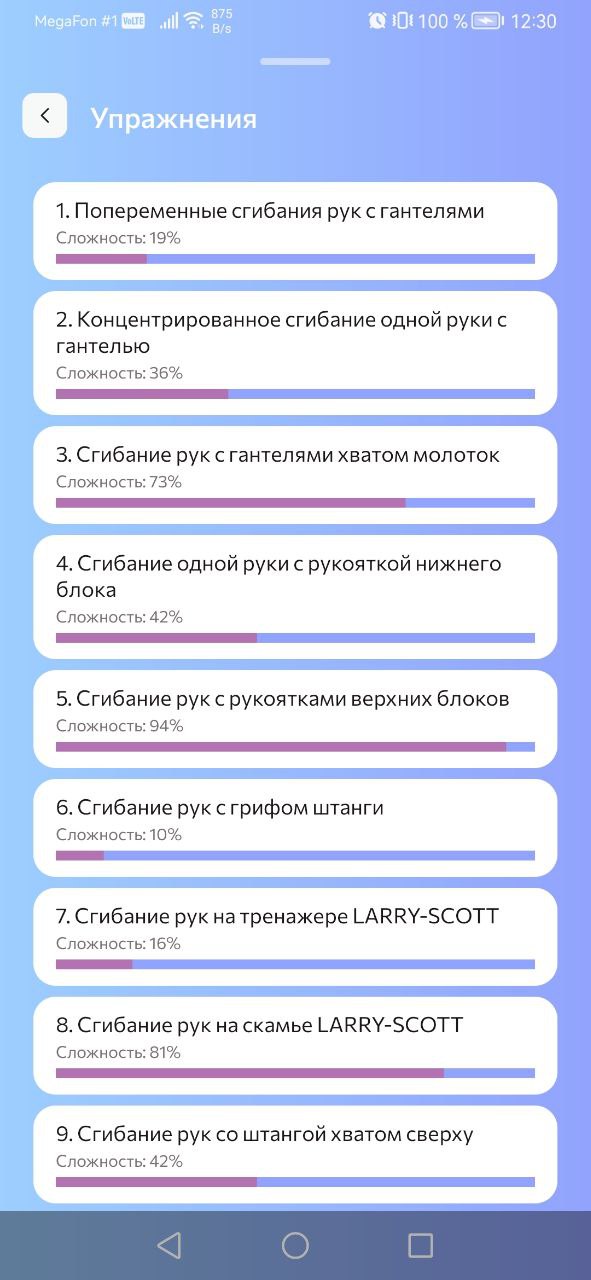 MegaFon #1 VoLTE 875 B/s 100 % 12:30
Упражнения
1. Попеременные сгибания рук с гантелями
Сложность: 19%
2. Концентрированное сгибание одной руки с
гантелью
Сложность: 36%
3. Сгибание рук с гантелями хватом молоток
Сложность: 73%
4. Сгибание одной руки с рукояткой нижнего
блока
Сложность: 42%
5. Сгибание рук с рукоятками верхних блоков
Сложность: 94%
6. Сгибание рук с грифом штанги
Сложность: 10%
7. Сгибание рук на тренажере LARRY-SCOTT
Сложность: 16%
8. Сгибание рук на скамье LARRY-SCOTT
Сложность: 81%
9. Сгибание рук со штангой хватом сверху
Сложность: 42%